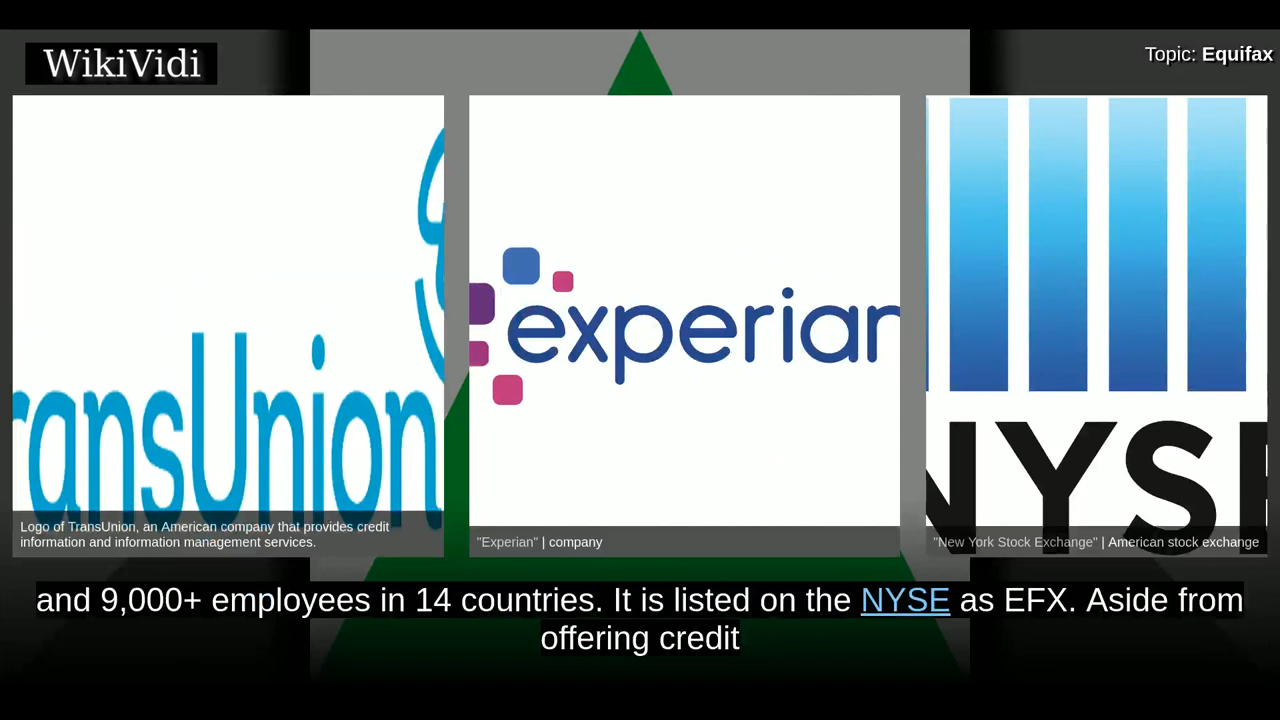 WikiVidi
Topic: Equifax
ransUnion
experian
NYSE
Logo of TransUnion, an American company that provides credit
information and information management services.
"Experian" | company
"New York Stock Exchange" | American stock exchange
and 9,000+ employees in 14 countries. It is listed on the NYSE as EFX. Aside from
offering credit